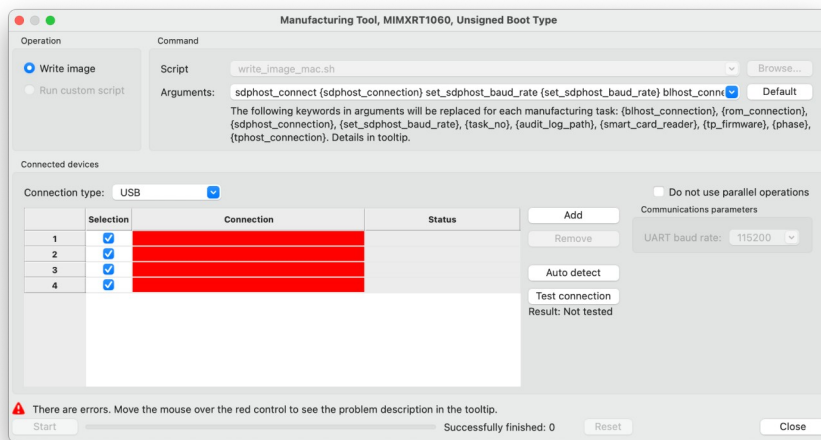 Manufacturing Tool, MIMXRT1060, Unsigned Boot Type
Operation
Command
Write image
Run custom script
Script
write_image_mac.sh
Browse...
Arguments:
sdphost_connect {sdphost_connection} set_sdphost_baud_rate {set_sdphost_baud_rate} blhost_conne
Default
The following keywords in arguments will be replaced for each manufacturing task: {blhost_connection}, {rom_connection},
{sdphost_connection}, {set_sdphost_baud_rate}, {task_no}, {audit_log_path}, {smart_card_reader}, {tp_firmware}, {phase},
{tphost_connection}. Details in tooltip.
Connected devices
Connection type:
USB
Do not use parallel operations
Selection
Connection
Status
1
2
3
4
Add
Remove
Auto detect
Test connection
Result: Not tested
Communications parameters
UART baud rate:
115200
There are errors. Move the mouse over the red control to see the problem description in the tooltip.
Start
Successfully finished: 0
Reset
Close